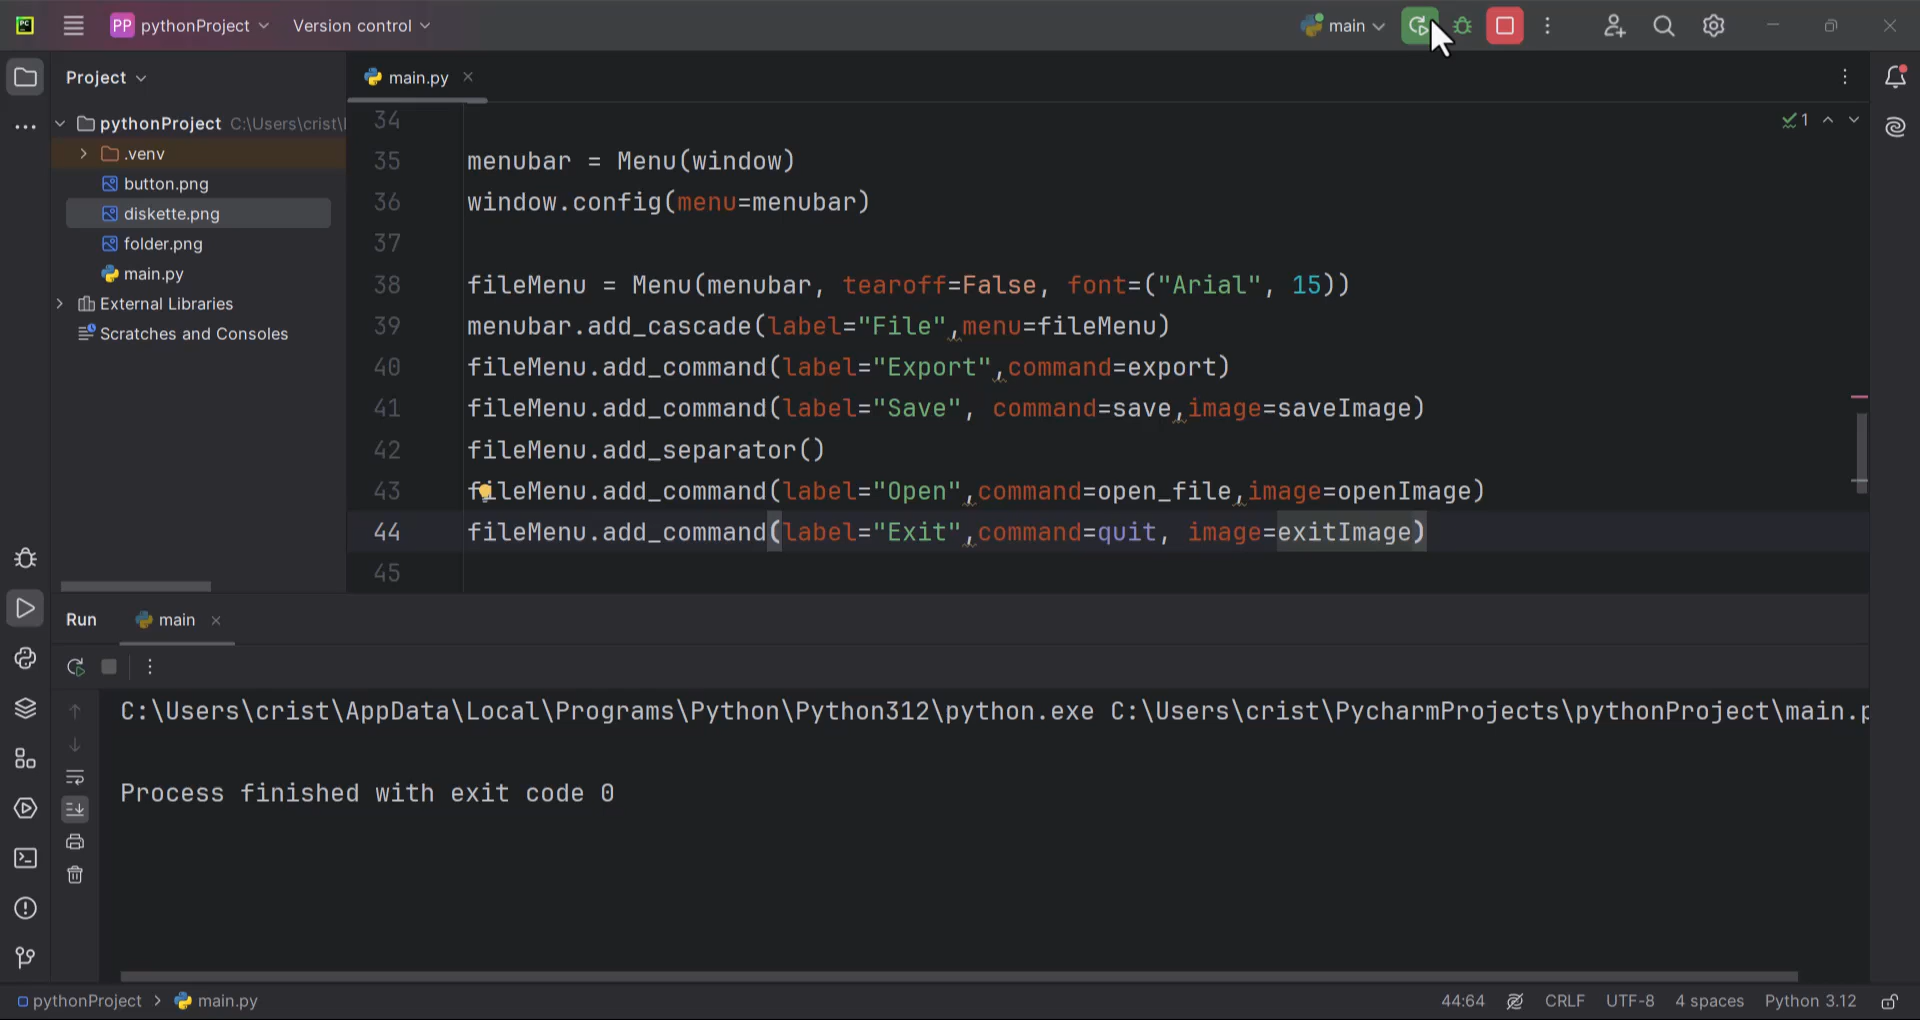 PC
PP pythonProject
Version control
main
Project
main.py
pythonProject C:\Users\crist\
.venv
button.png
diskette.png
folder.png
main.py
External Libraries
Scratches and Consoles
1
34
35 menubar = Menu(window)
36 window.config(menu=menubar)
37
38 fileMenu = Menu(menubar, tearoff=False, font=("Arial", 15))
39 menubar.add_cascade(label="File",menu=fileMenu)
40 fileMenu.add_command(label="Export",command=export)
41 fileMenu.add_command(label="Save", command=save,image=saveImage)
42 fileMenu.add_separator()
43 fileMenu.add_command(label="Open",command=open_file,image=openImage)
44 fileMenu.add_command(label="Exit",command=quit, image=exitImage)
45
Run
main
C:\Users\crist\AppData\Local\Programs\Python\Python312\python.exe C:\Users\crist\PycharmProjects\pythonProject\main.p
Process finished with exit code 0
pythonProject > main.py
44:64
CRLF
UTF-8
4 spaces
Python 3.12